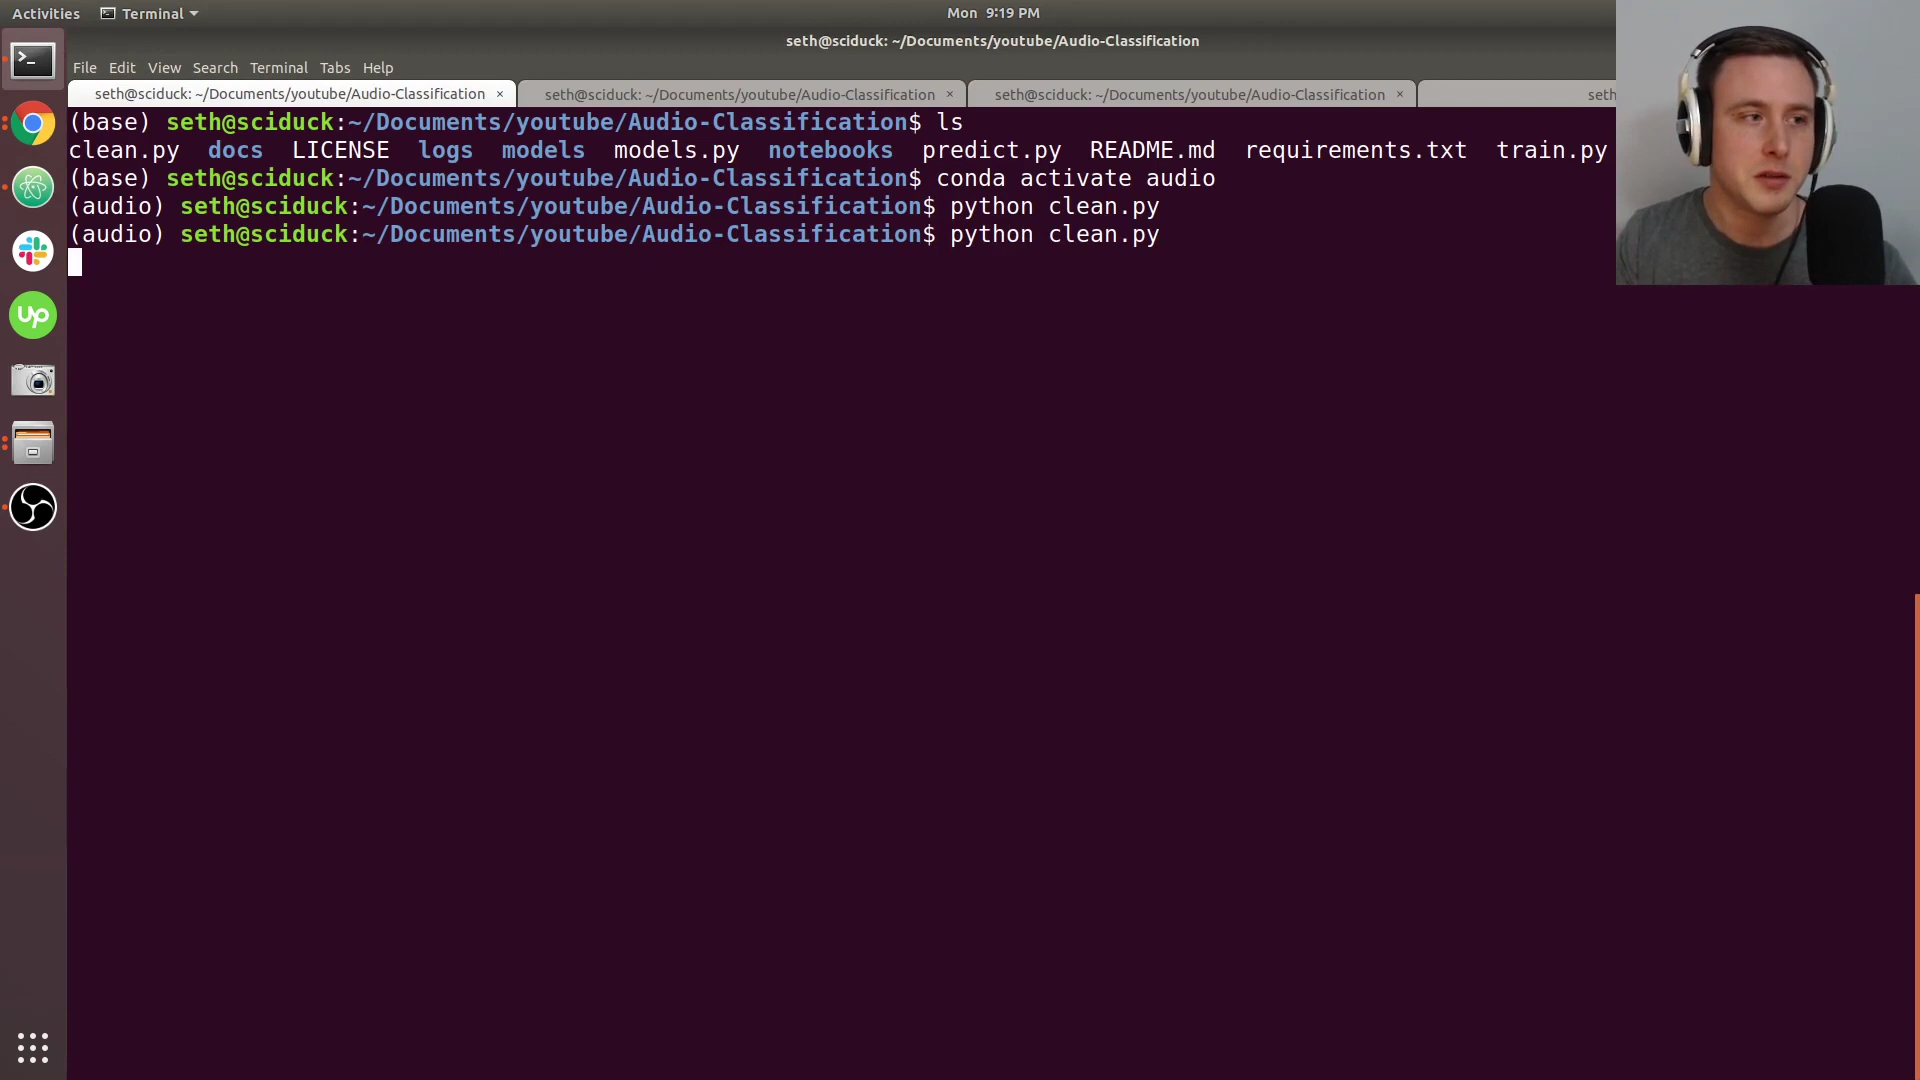 Activities Terminal Mon 9:19 PM
seth@sciduck: ~/Documents/youtube/Audio-Classification
File Edit View Search Terminal Tabs Help
seth@sciduck: ~/Documents/youtube/Audio-Classification × seth@sciduck: ~/Documents/youtube/Audio-Classification × seth@sciduck: ~/Documents/youtube/Audio-Classification × seth
(base) seth@sciduck:~/Documents/youtube/Audio-Classification$ ls
clean.py docs LICENSE logs models models.py notebooks predict.py README.md requirements.txt train.py
(base) seth@sciduck:~/Documents/youtube/Audio-Classification$ conda activate audio
(audio) seth@sciduck:~/Documents/youtube/Audio-Classification$ python clean.py
(audio) seth@sciduck:~/Documents/youtube/Audio-Classification$ python clean.py
>_
Up